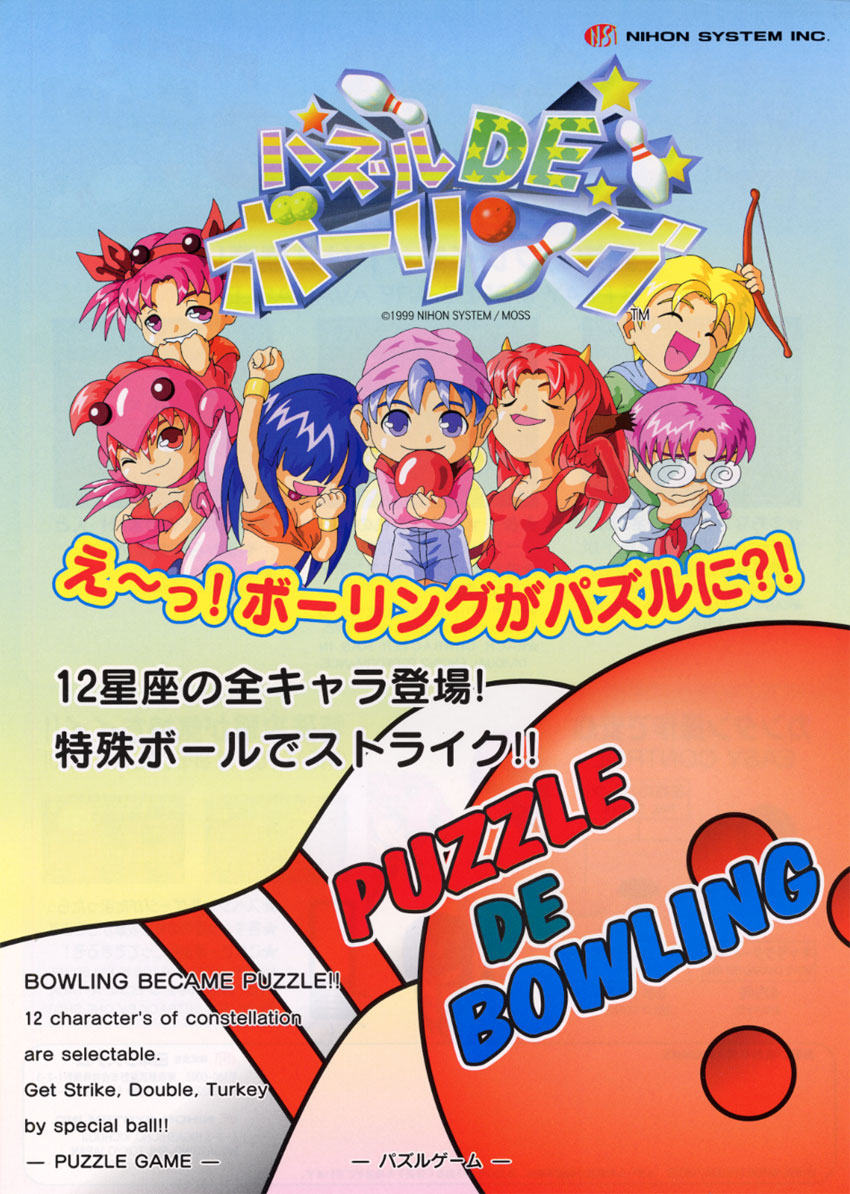 NSI NIHON SYSTEM INC.
パズルDE
ボーリング
TM
©1999 NIHON SYSTEM / MOSS
え〜っ! ボーリングがパズルに?!
12星座の全キャラ登場!
特殊ボールでストライク!!
PUZZLE
DE
BOWLING
BOWLING BECAME PUZZLE!!
12 character's of constellation
are selectable.
Get Strike, Double, Turkey
by special ball!!
— PUZZLE GAME —
— パズルゲーム —